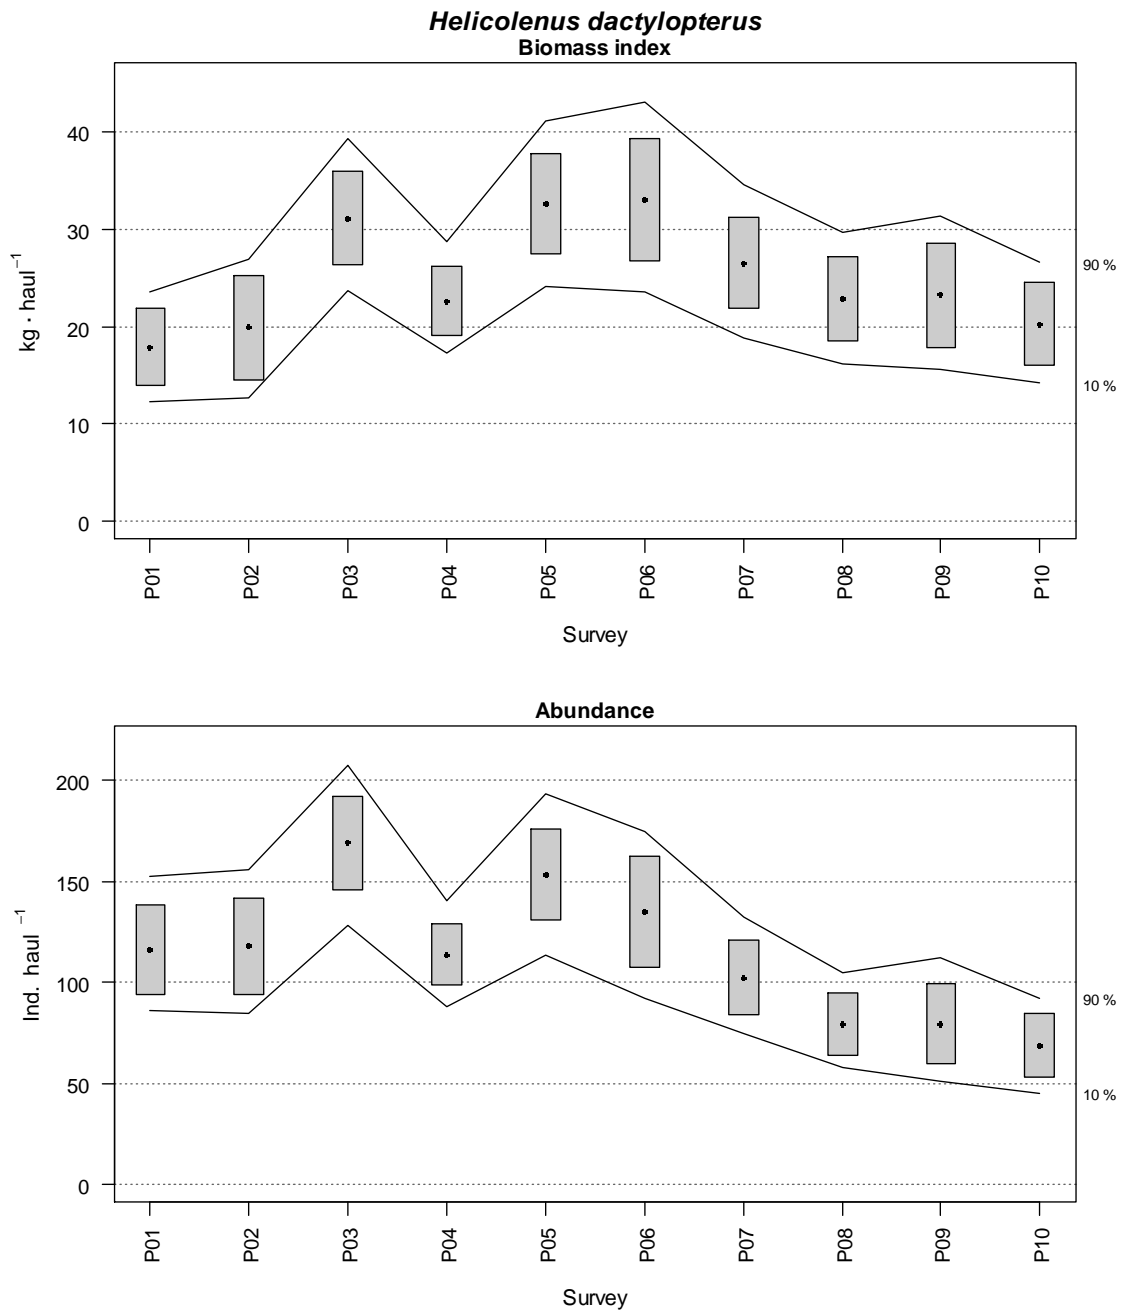 Helicolenus dactylopterus
Biomass index
kg · haul⁻¹
40
30
20
10
0
90 %
10 %
P01 P02 P03 P04 P05 P06 P07 P08 P09 P10
Survey
Abundance
Ind. haul ⁻¹
200
150
100
50
0
90 %
10 %
P01 P02 P03 P04 P05 P06 P07 P08 P09 P10
Survey